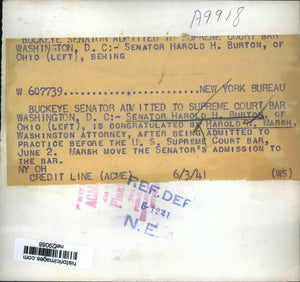 A9918
BUCKEYE SENATOR ADMITTED TO SUPREME COURT BAR
WASHINGTON, D. C:- SENATOR HAROLD H. BURTON, OF
OHIO (LEFT), BEHING
W 607739 NEW YORK BUREAU
BUCKEYE SENATOR ADMITTED TO SUPREME COURT BAR
WASHINGTON, D. C:- SENATOR HAROLD H. BURTON, OF
OHIO (LEFT), IS CONGRATULATED BY HAROLD MARSH,
WASHINGTON ATTORNEY, AFTER BEING ADMITTED TO
PRACTICE BEFORE THE U. S. SUPREME COURT BAR,
JUNE 2. MARSH MOVE THE SENATOR'S ADMISSION TO
THE BAR.
NY OH
CREDIT LINE (ACME) 6/3/41 (WS)
REF. DEPT
N. E. A.
historicimages.com
nef29088